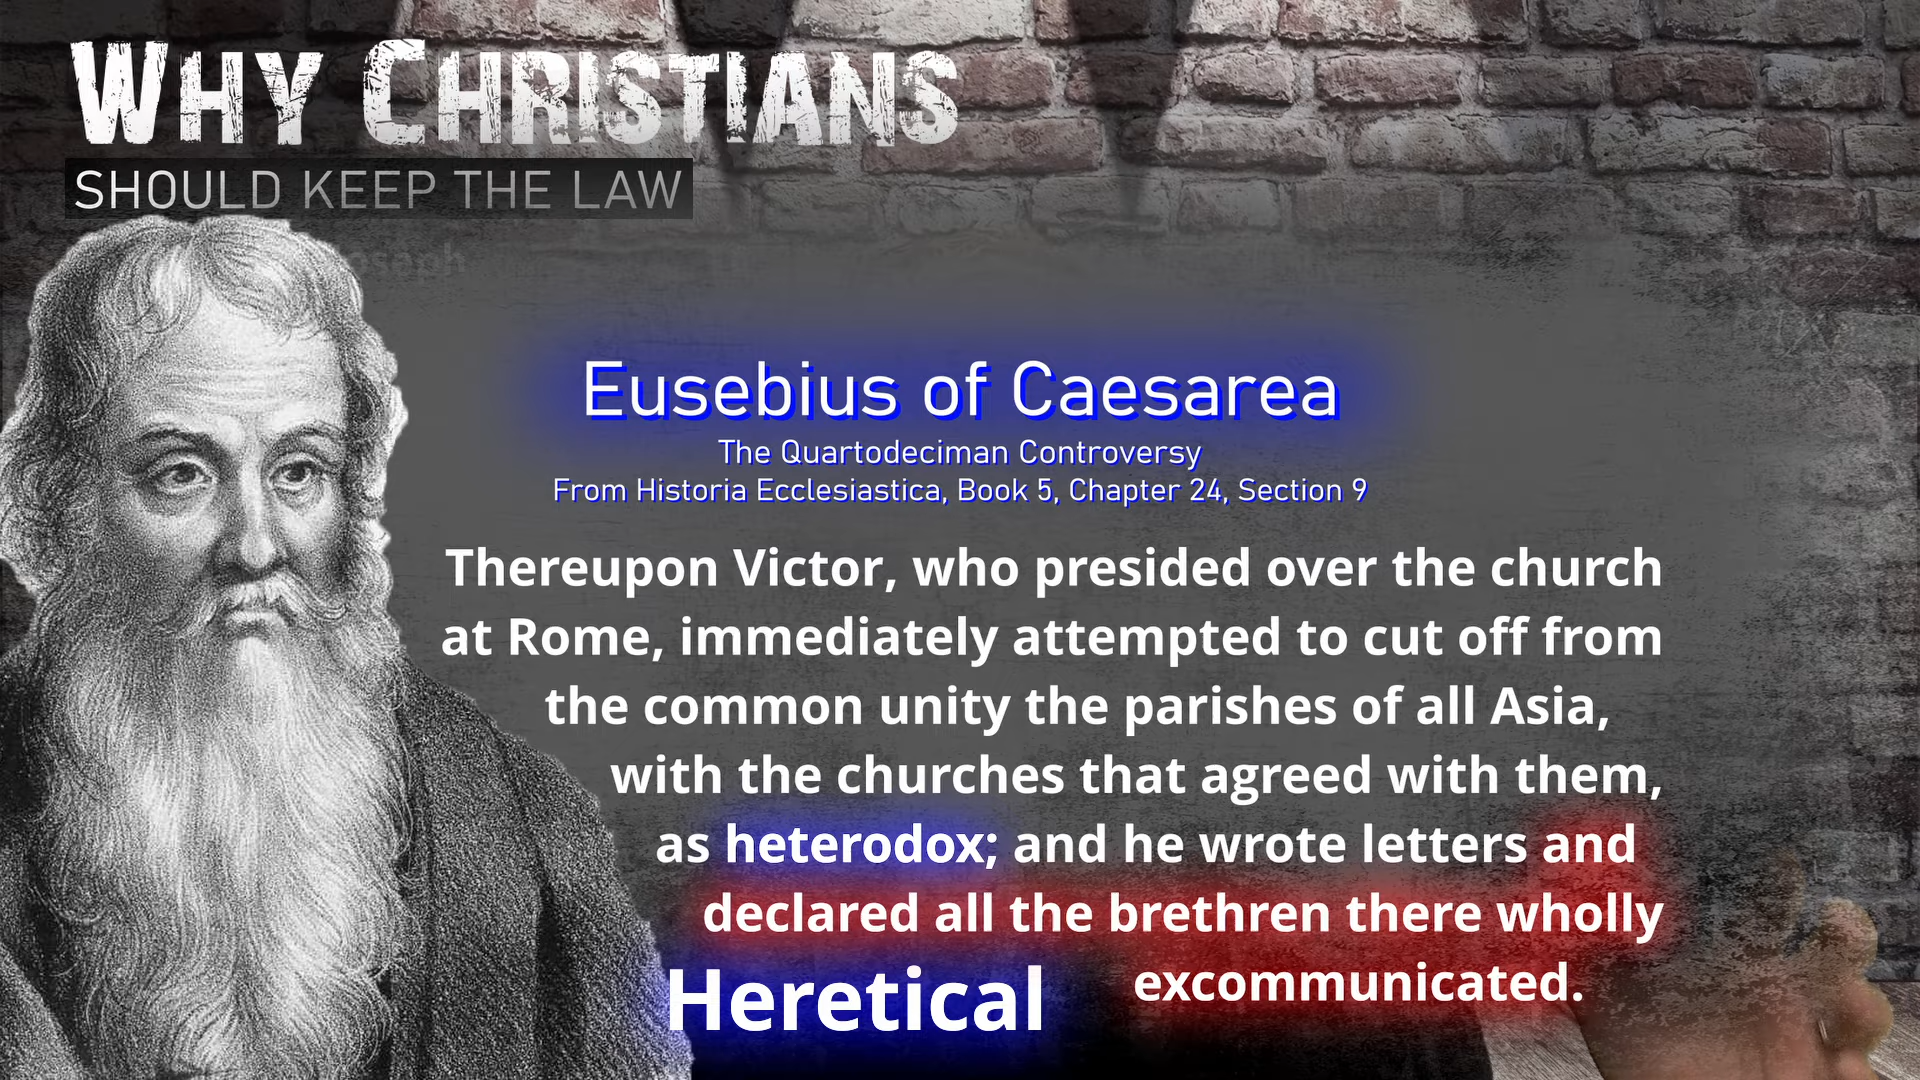 WHY CHRISTIANS
SHOULD KEEP THE LAW
Eusebius of Caesarea
The Quartodeciman Controversy
From Historia Ecclesiastica, Book 5, Chapter 24, Section 9
Thereupon Victor, who presided over the church
at Rome, immediately attempted to cut off from
the common unity the parishes of all Asia,
with the churches that agreed with them,
as heterodox; and he wrote letters and
declared all the brethren there wholly
excommunicated.
Heretical